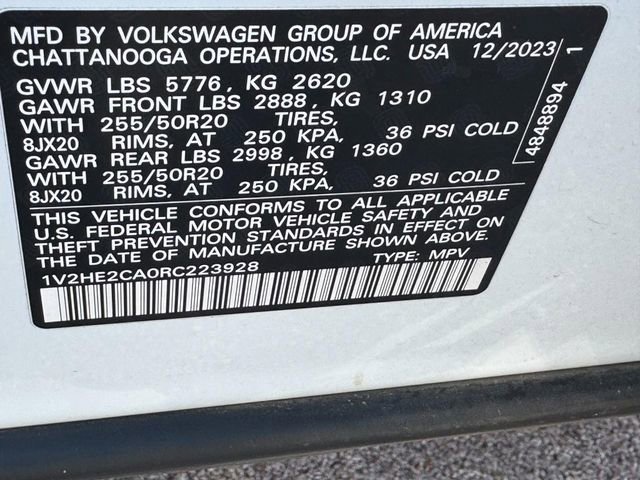 MFD BY VOLKSWAGEN GROUP OF AMERICA
CHATTANOOGA OPERATIONS, LLC. USA 12/2023
GVWR LBS 5776, KG 2620
GAWR FRONT LBS 2888, KG 1310
WITH 255/50R20 TIRES,
8JX20 RIMS, AT 250 KPA, 36 PSI COLD
GAWR REAR LBS 2998, KG 1360
WITH 255/50R20 TIRES,
8JX20 RIMS, AT 250 KPA, 36 PSI COLD
THIS VEHICLE CONFORMS TO ALL APPLICABLE
U.S. FEDERAL MOTOR VEHICLE SAFETY AND
THEFT PREVENTION STANDARDS IN EFFECT ON
THE DATE OF MANUFACTURE SHOWN ABOVE.
1V2HE2CA0RC223928 TYPE: MPV
4848894 1